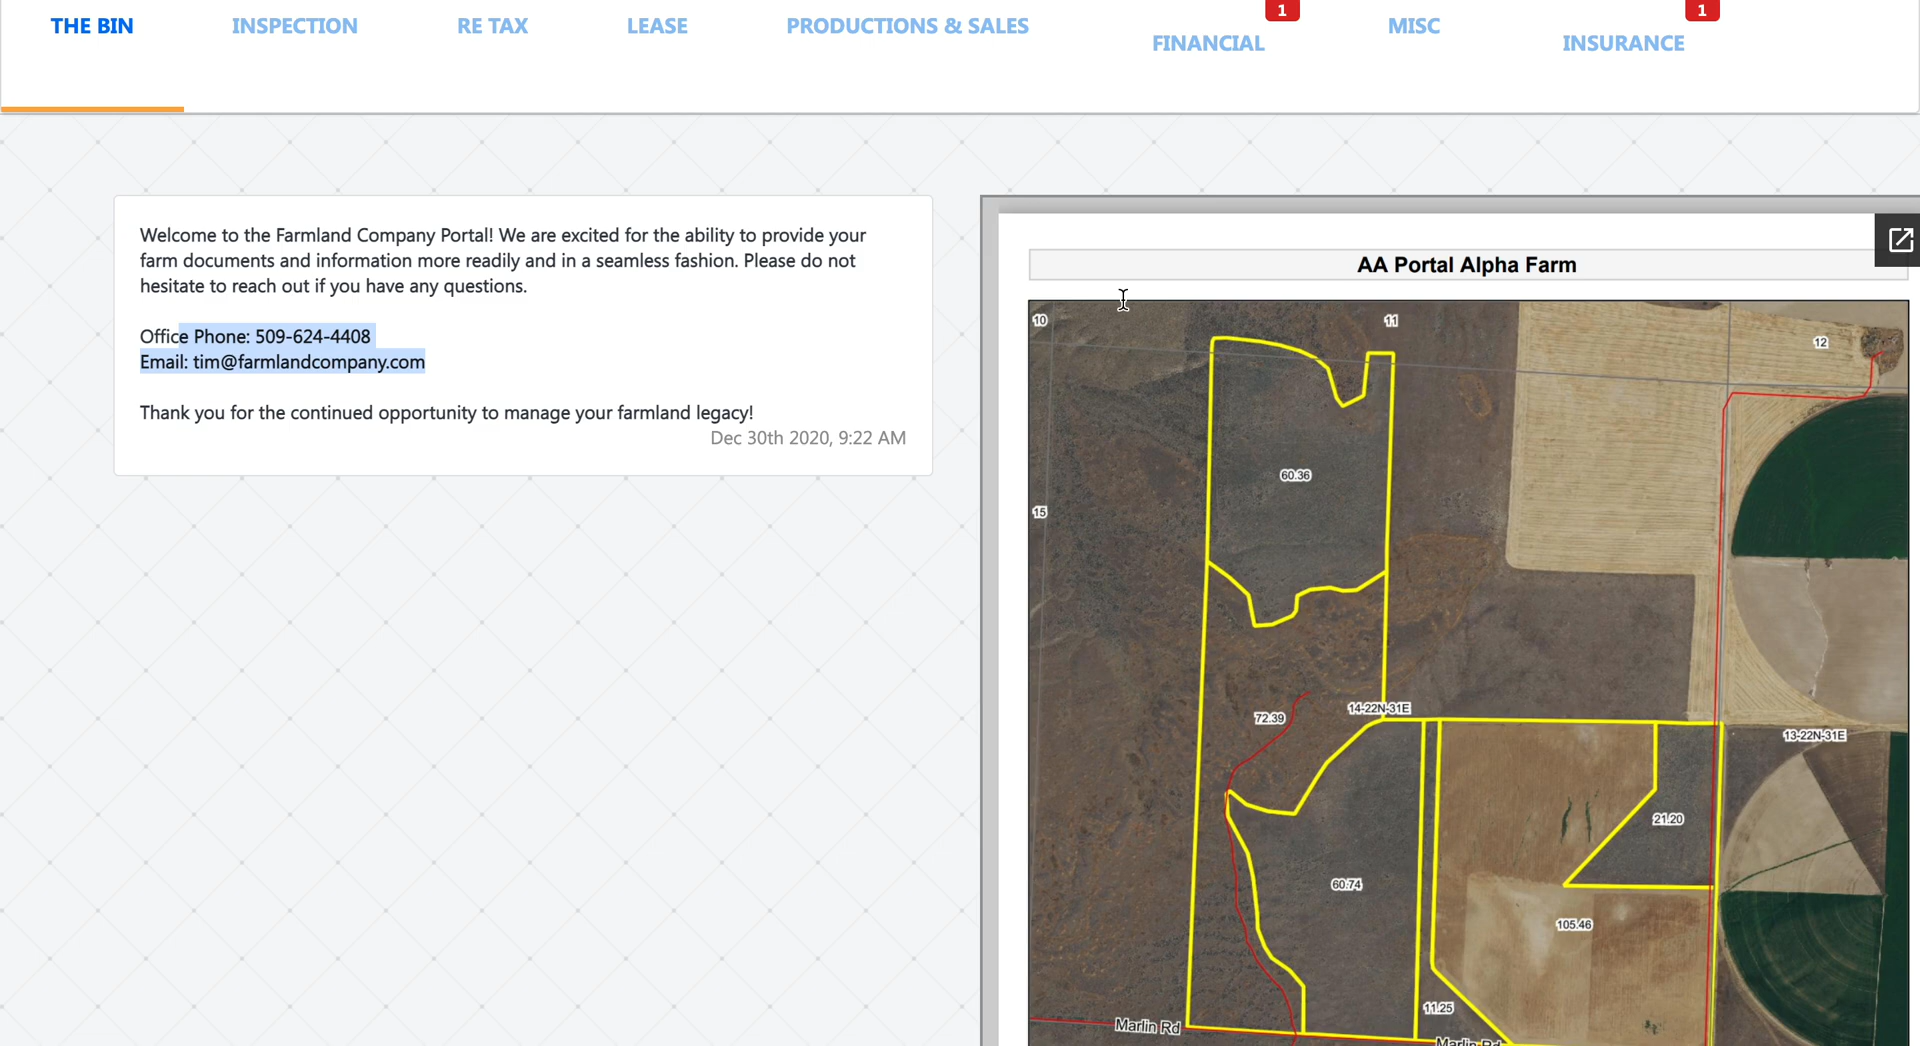 THE BIN
INSPECTION
RE TAX
LEASE
PRODUCTIONS & SALES
FINANCIAL
1
MISC
INSURANCE
1
Welcome to the Farmland Company Portal! We are excited for the ability to provide your
farm documents and information more readily and in a seamless fashion. Please do not
hesitate to reach out if you have any questions.
Office Phone: 509-624-4408
Email: tim@farmlandcompany.com
Thank you for the continued opportunity to manage your farmland legacy!
Dec 30th 2020, 9:22 AM
AA Portal Alpha Farm
10
11
12
60.36
15
72.39
14-22N-31E
13-22N-31E
21.20
60.74
105.46
11.25
Marlin Rd
Marlin Rd